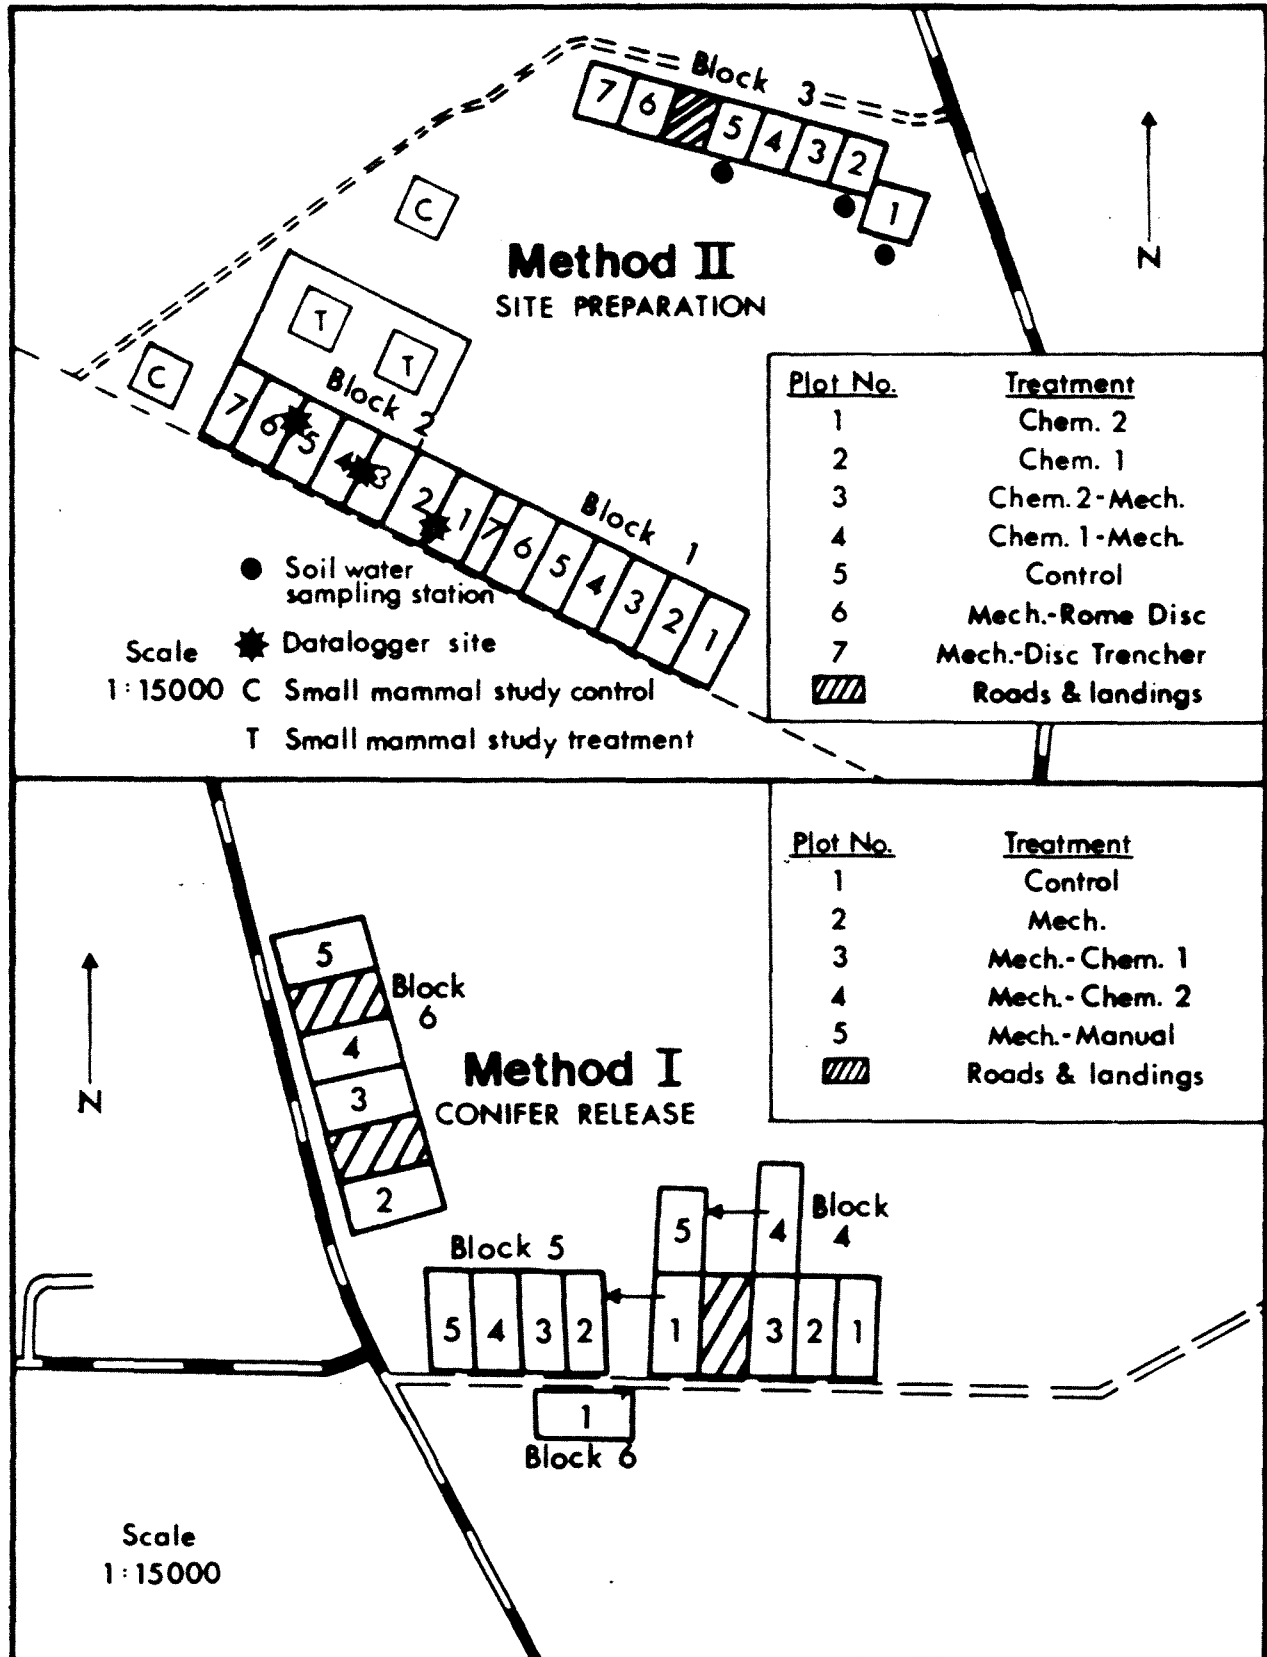 Block 3
7 6 5 4 3 2
1
C
Method II
SITE PREPARATION
N
T
T
C
Block 2
7 6 5 4 3 2 1
Block 1
7 6 5 4 3 2 1
Soil water
sampling station
Datalogger site
Scale
1:15000
C Small mammal study control
T Small mammal study treatment
Plot No. Treatment
1 Chem. 2
2 Chem. 1
3 Chem. 2-Mech.
4 Chem. 1-Mech.
5 Control
6 Mech.-Rome Disc
7 Mech.-Disc Trencher
Roads & landings
Plot No. Treatment
1 Control
2 Mech.
3 Mech.-Chem. 1
4 Mech.-Chem. 2
5 Mech.-Manual
Roads & landings
N
5
Block
6
4
3
2
Method I
CONIFER RELEASE
Block
4
5 4
Block 5
5 4 3 2
1 3 2 1
1
Block 6
Scale
1:15000